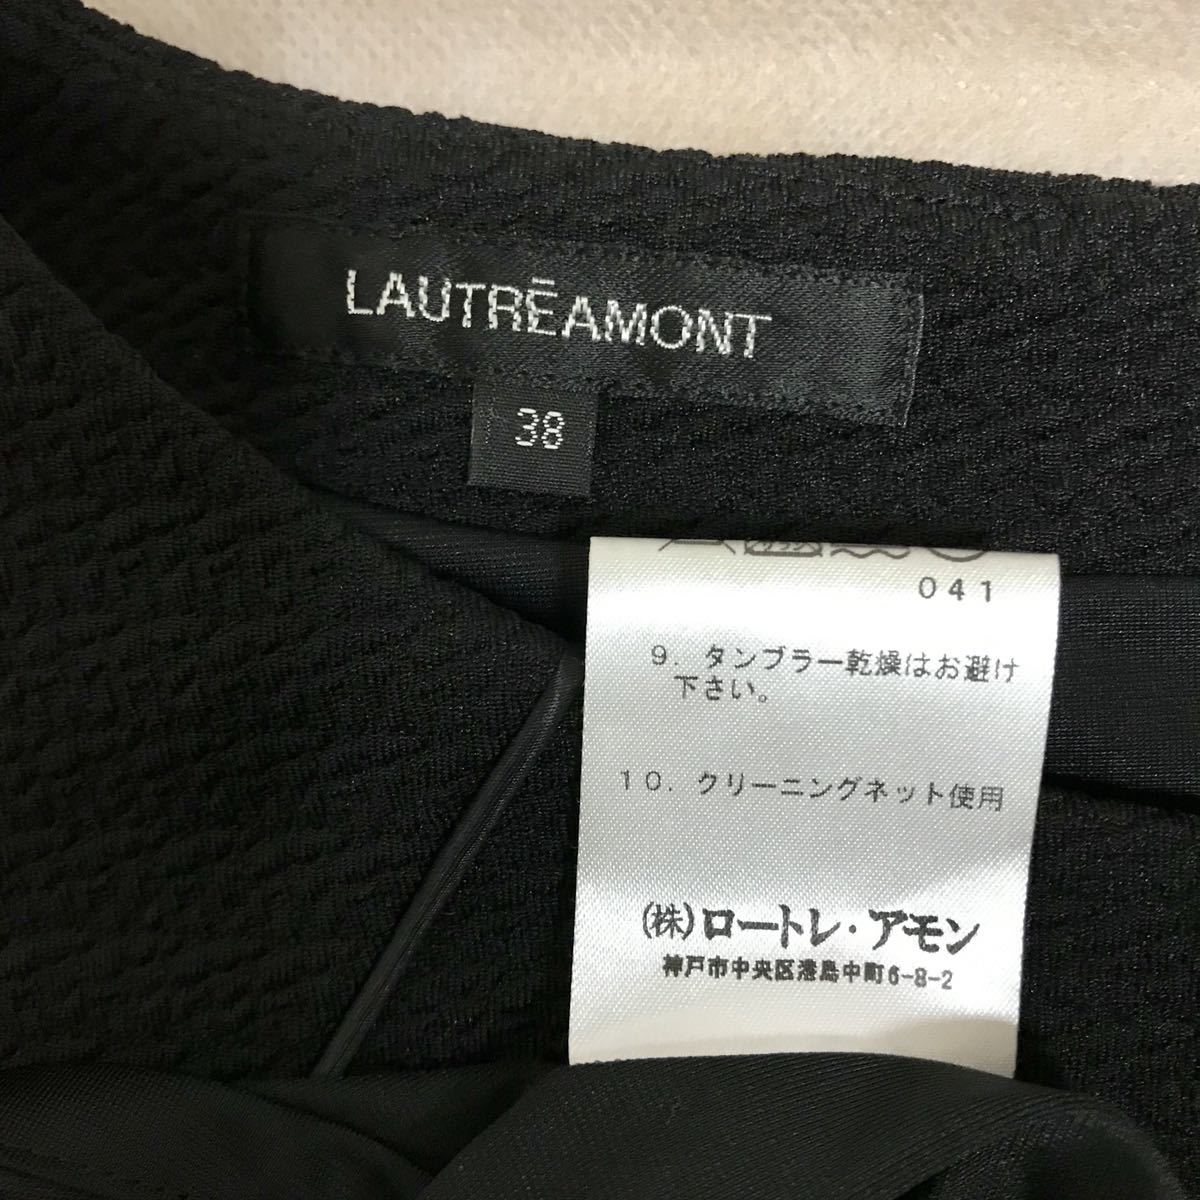 LAUTRĒAMONT
38
041
9. タンブラー乾燥はお避け
下さい。
10. クリーニングネット使用
(株)ロートレ・アモン
神戸市中央区港島中町6-8-2